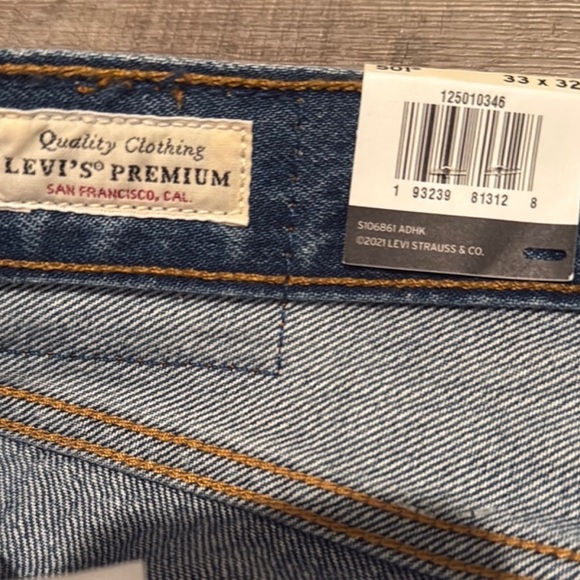 Quality Clothing
LEVI'S® PREMIUM
SAN FRANCISCO, CAL.
501®
33 X 32
125010346
1 93239 81312 8
S106861 ADHK
©2021 LEVI STRAUSS & CO.